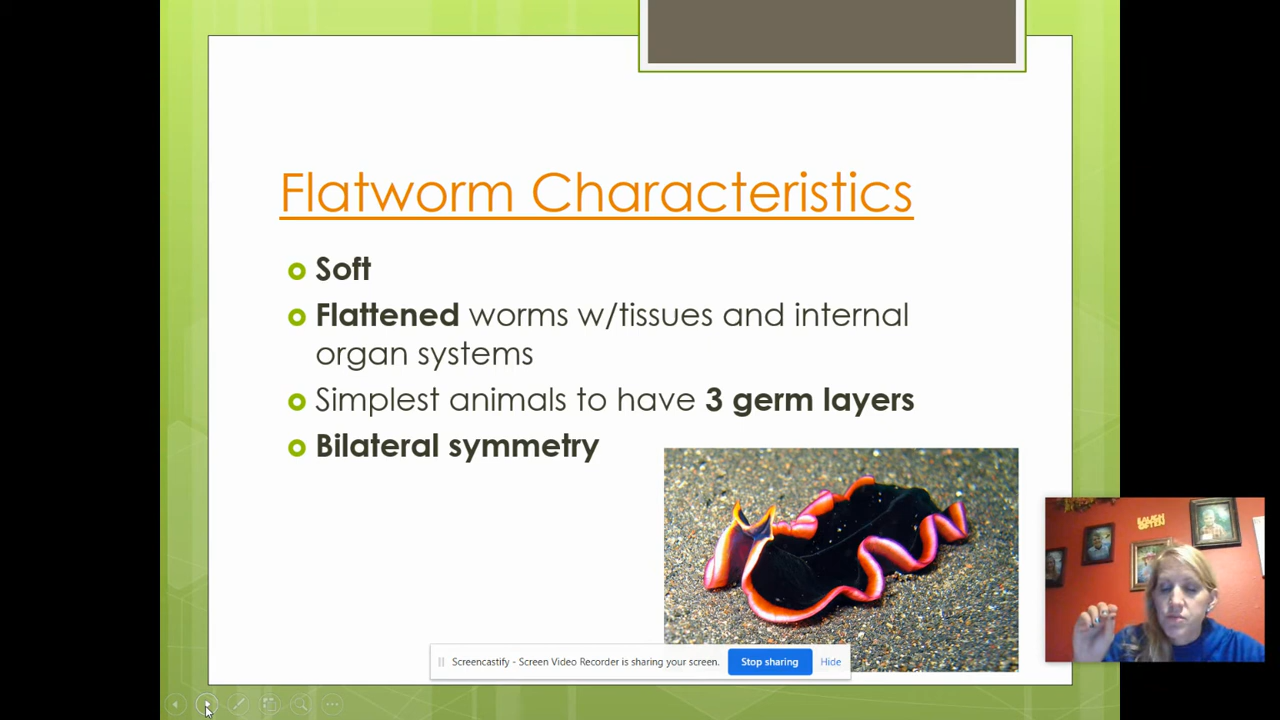 Flatworm Characteristics
Soft
Flattened worms w/tissues and internal
organ systems
Simplest animals to have 3 germ layers
Bilateral symmetry
Screencastify - Screen Video Recorder is sharing your screen.
Stop sharing
Hide